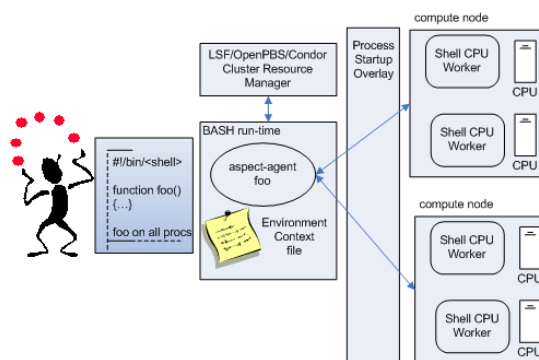 #!/bin/<shell>
function foo()
{...}
foo on all procs
LSF/OpenPBS/Condor
Cluster Resource
Manager
BASH run-time
aspect-agent
foo
Environment
Context
file
Process
Startup
Overlay
compute node
Shell CPU
Worker
CPU
Shell CPU
Worker
CPU
compute node
Shell CPU
Worker
CPU
Shell CPU
Worker
CPU